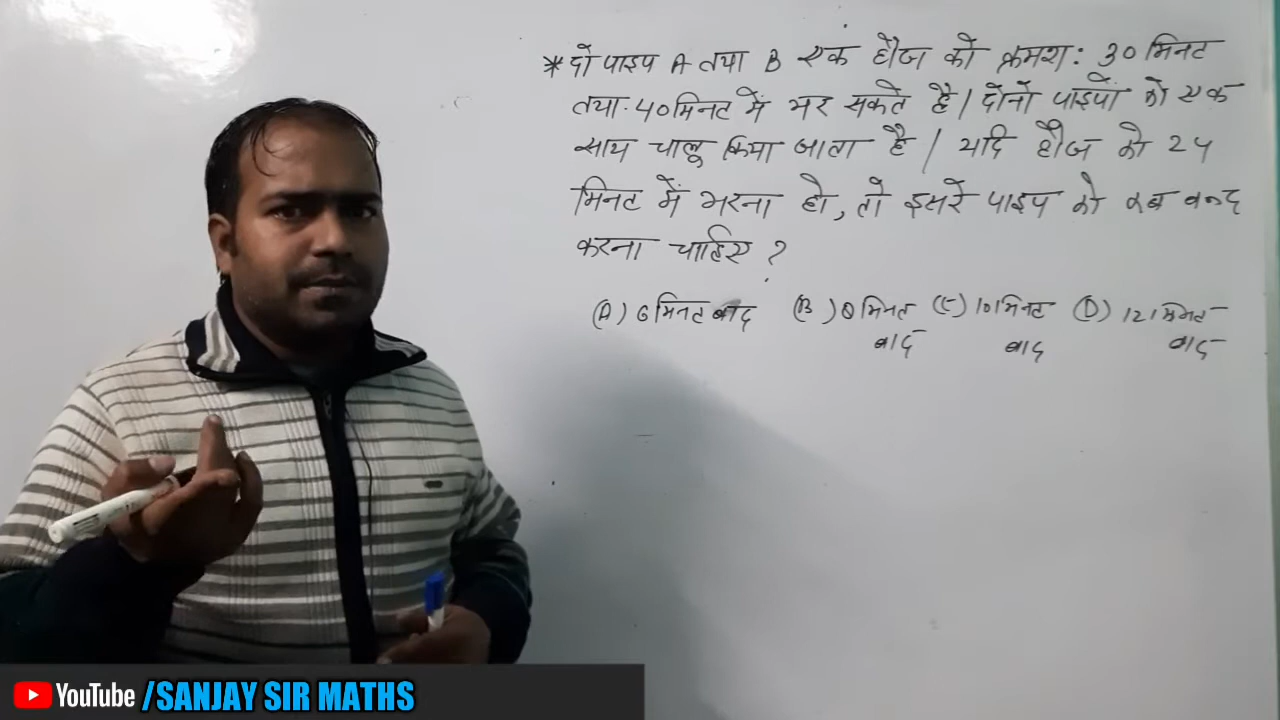 * दो पाइप A तथा B एक हौज को क्रमश: 30 मिनट
तथा 40 मिनट में भर सकते है। दोनों पाइपों को एक
साथ चालू किया जाता है। यदि हौज को 24
मिनट में भरना हो, तो दूसरे पाइप को कब बन्द
करना चाहिए ?
(A) 6 मिनट बाद (B) 8 मिनट बाद (C) 10 मिनट बाद (D) 12 मिनट बाद
YouTube /SANJAY SIR MATHS